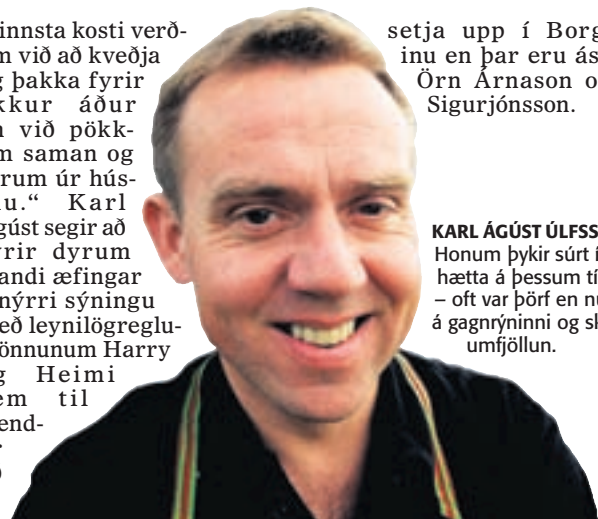 innsta kosti verð-
m við að kveðja
g þakka fyrir
kkur áður
n við pökk-
m saman og
rum úr hús-
nu.“ Karl
gúst segir að
yrir dyrum
andi æfingar
nýrri sýningu
eð leynilögreglu-
önnunum Harry
g Heimi
em til
end-
setja upp í Borg
inu en þar eru ás
Örn Árnason o
Sigurjónsson.
KARL ÁGÚST ÚLFSS
Honum þykir súrt í
hætta á þessum tí
– oft var þörf en nú
á gagnrýninni og sk
umfjöllun.